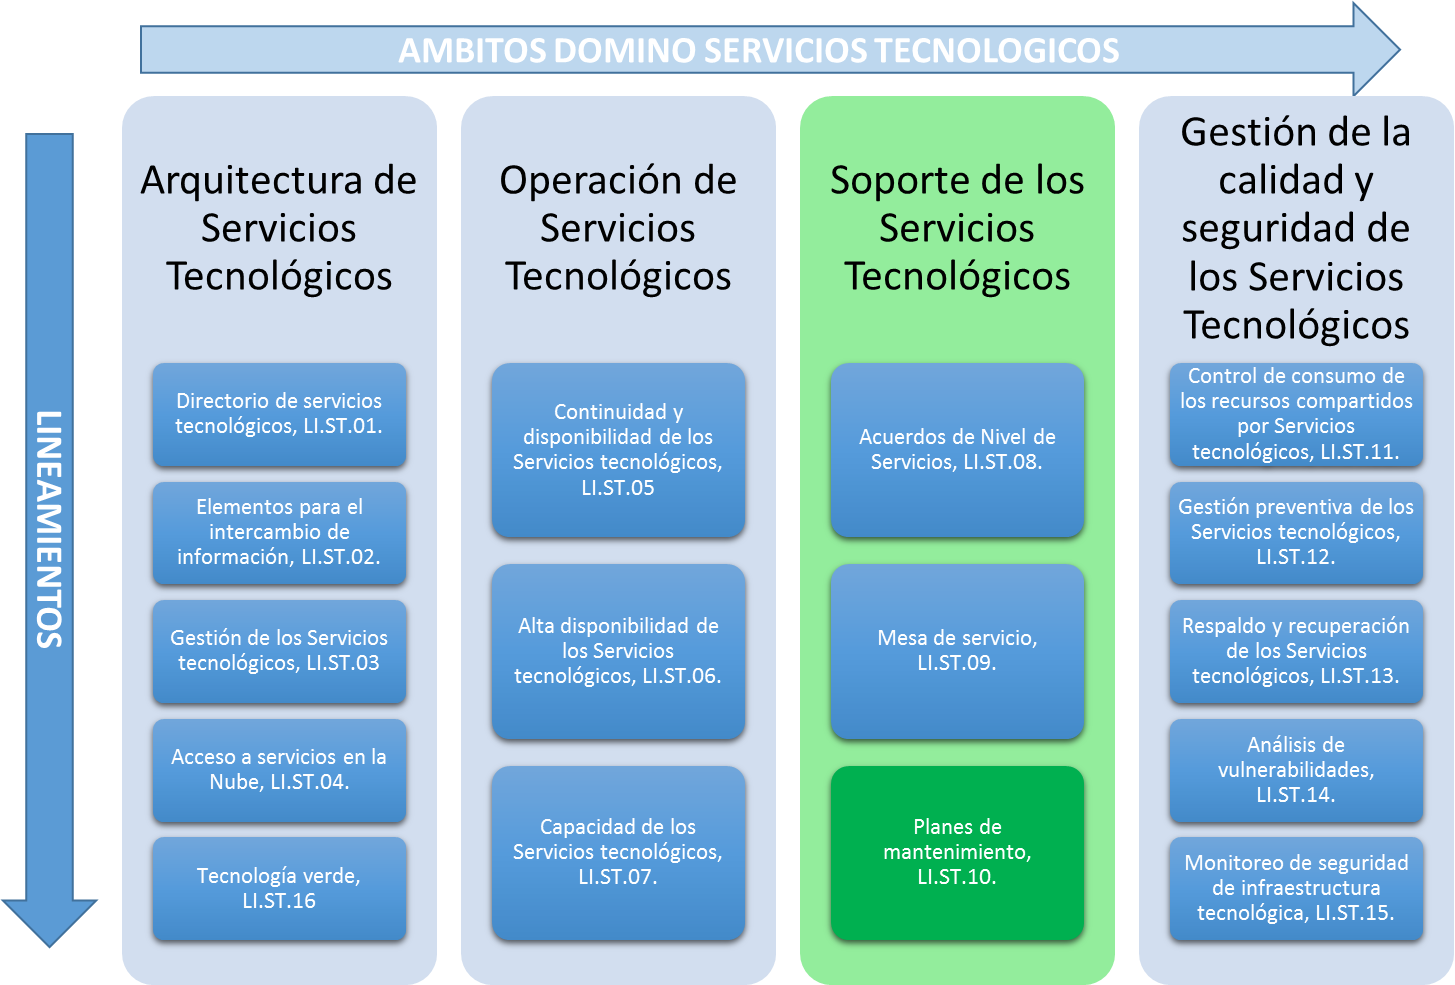 AMBITOS DOMINO SERVICIOS TECNOLOGICOS
LINEAMIENTOS
Arquitectura de
Servicios
Tecnológicos
Directorio de servicios
tecnológicos, LI.ST.01.
Elementos para el
intercambio de
información, LI.ST.02.
Gestión de los Servicios
tecnológicos, LI.ST.03
Acceso a servicios en la
Nube, LI.ST.04.
Tecnología verde,
LI.ST.16
Operación de
Servicios
Tecnológicos
Continuidad y
disponibilidad de los
Servicios tecnológicos,
LI.ST.05
Alta disponibilidad de
los Servicios
tecnológicos, LI.ST.06.
Capacidad de los
Servicios tecnológicos,
LI.ST.07.
Soporte de los
Servicios
Tecnológicos
Acuerdos de Nivel de
Servicios, LI.ST.08.
Mesa de servicio,
LI.ST.09.
Planes de
mantenimiento,
LI.ST.10.
Gestión de la
calidad y
seguridad de
los Servicios
Tecnológicos
Control de consumo de
los recursos compartidos
por Servicios
tecnológicos, LI.ST.11.
Gestión preventiva de los
Servicios tecnológicos,
LI.ST.12.
Respaldo y recuperación
de los Servicios
tecnológicos, LI.ST.13.
Análisis de
vulnerabilidades,
LI.ST.14.
Monitoreo de seguridad
de infraestructura
tecnológica, LI.ST.15.